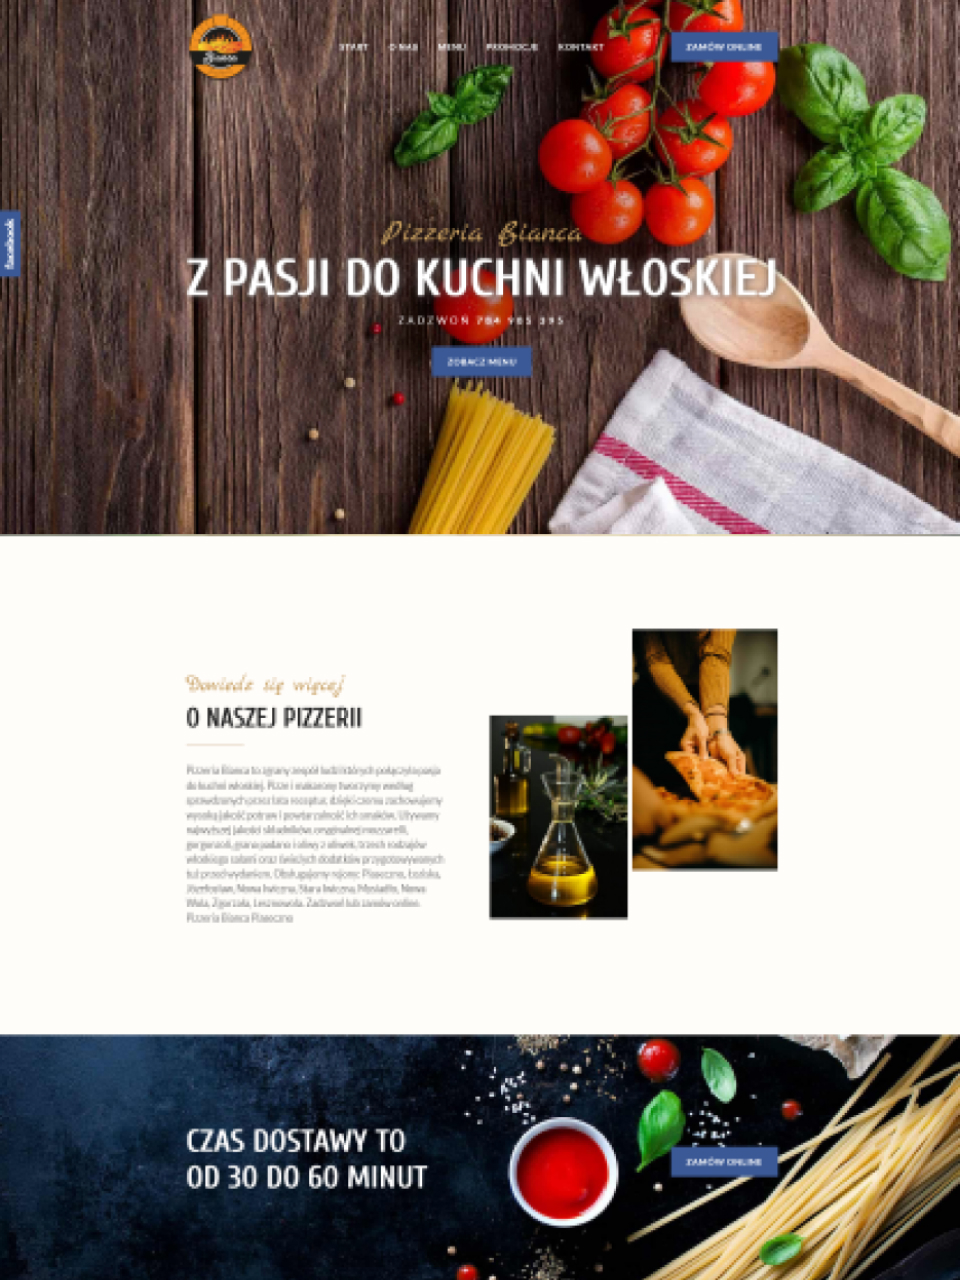 Bianca
START O NAS MENU PROMOCJE KONTAKT ZAMÓW ONLINE
facebook
Pizzeria Bianca
Z PASJI DO KUCHNI WŁOSKIEJ
ZADZWOŃ 784 985 395
ZOBACZ MENU
Dowiedz się więcej
O NASZEJ PIZZERII
Pizzeria Bianca to zgrany zespół ludzi których połączyła pasja
do kuchni włoskiej. Pizze i makarony tworzymy według
sprawdzonych przez lata receptur, dzięki czemu zachowujemy
wysoką jakość potraw i powtarzalność ich smaków. Używamy
najwyższej jakości składników, oryginalnej mozzarelli,
gorgonzoli, grana padano i oliwy z oliwek, trzech rodzajów
włoskiego salami oraz świeżych dodatków przygotowywanych
tuż przed wydaniem. Obsługujemy rejony: Piaseczno, Łoziska,
Józefosław, Nowa Iwiczna, Stara Iwiczna, Mysiadło, Nowa
Wola, Zgorzała, Lesznowola. Zadzwoń lub zamów online.
Pizzeria Bianca Piaseczno
CZAS DOSTAWY TO
OD 30 DO 60 MINUT
ZAMÓW ONLINE